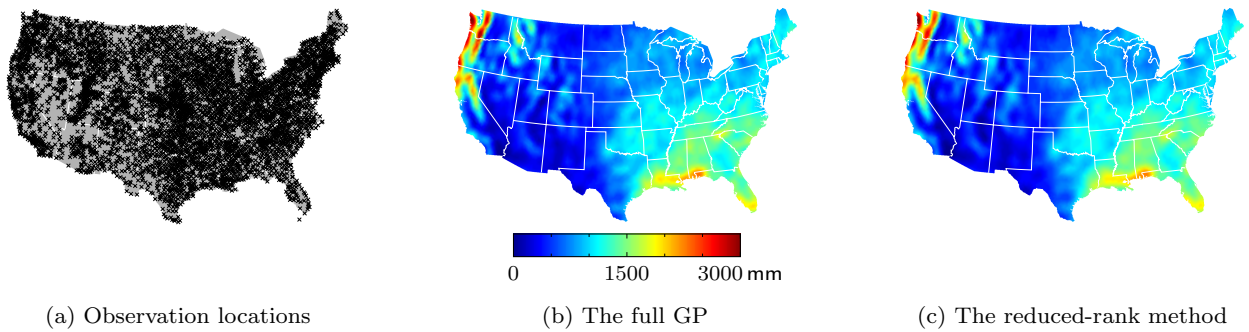 0 1500 3000 mm
(a) Observation locations
(b) The full GP
(c) The reduced-rank method